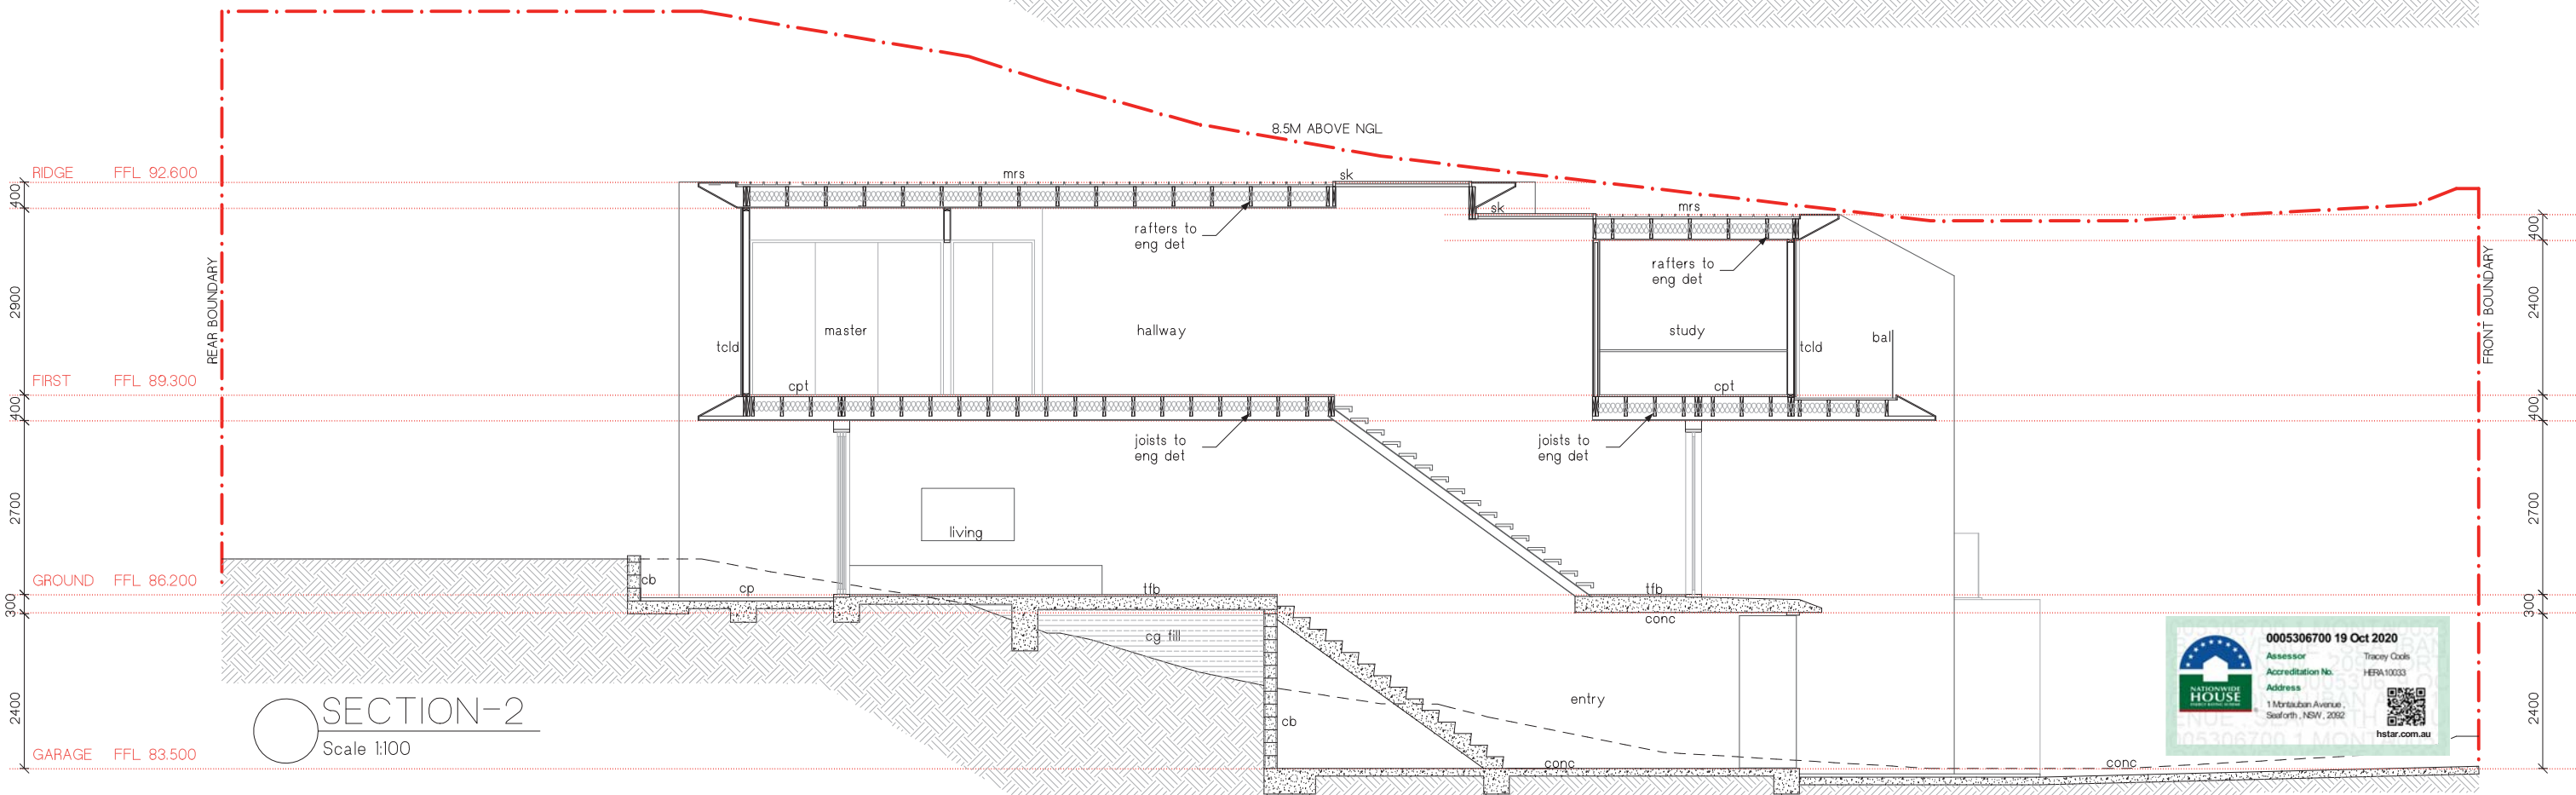 8.5M ABOVE NGL
RIDGE FFL 92.600
mrs
sk
sk
mrs
400
400
rafters to
eng det
rafters to
eng det
REAR BOUNDARY
FRONT BOUNDARY
2900
2400
tcld
master
hallway
study
tcld
bal
FIRST FFL 89.300
cpt
cpt
400
400
joists to
eng det
joists to
eng det
2700
2700
living
GROUND FFL 86.200
cb
cp
tfb
tfb
300
300
conc
cg fill
entry
cb
2400
2400
SECTION-2
Scale 1:100
GARAGE FFL 83.500
conc
conc
0005306700 19 Oct 2020
Assessor Tracey Cools
Accreditation No. HERA10033
Address
1 Montauban Avenue ,
Seaforth , NSW , 2092
hstar.com.au
NATIONWIDE
HOUSE
ENERGY RATING SCHEME